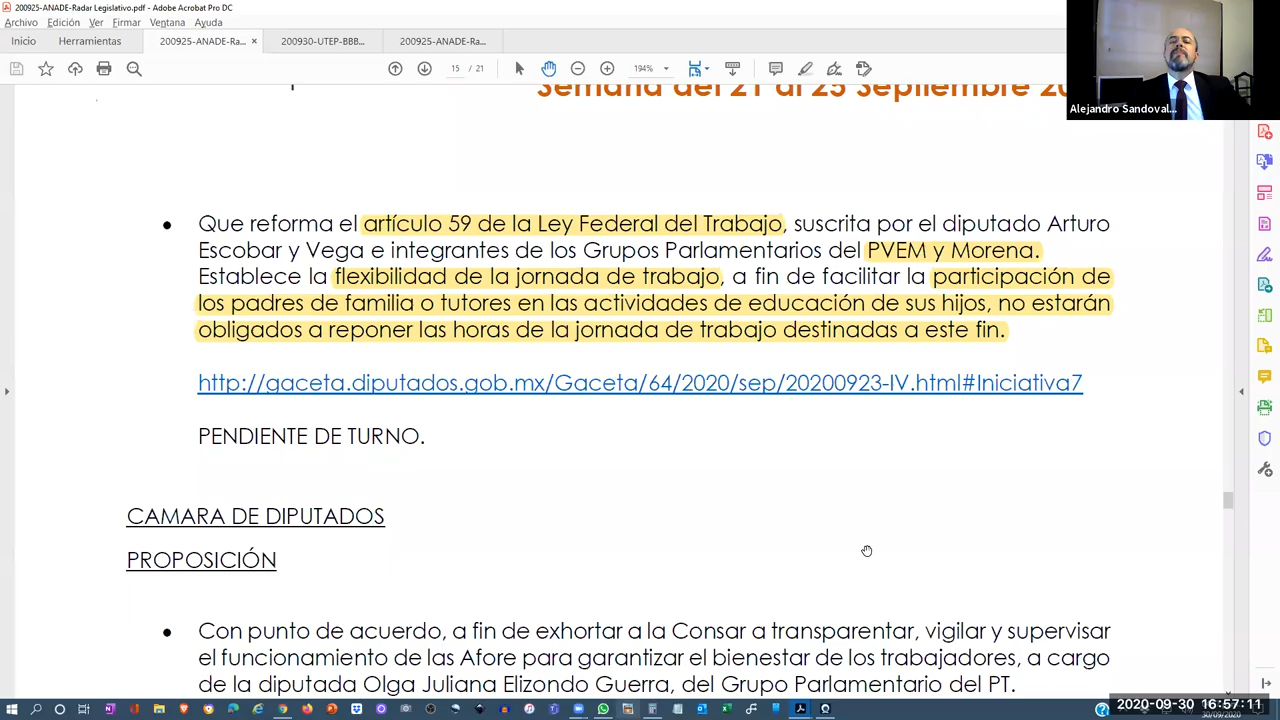 200925-ANADE-Radar Legislativo.pdf - Adobe Acrobat Pro DC
Archivo Edición Ver Firmar Ventana Ayuda
Inicio Herramientas 200925-ANADE-Ra... × 200930-UTEP-BBB... 200925-ANADE-Ra...
15 / 21 194%
Alejandro Sandoval...
Semana del 21 al 25 Septiembre
Que reforma el artículo 59 de la Ley Federal del Trabajo, suscrita por el diputado Arturo
Escobar y Vega e integrantes de los Grupos Parlamentarios del PVEM y Morena.
Establece la flexibilidad de la jornada de trabajo, a fin de facilitar la participación de
los padres de familia o tutores en las actividades de educación de sus hijos, no estarán
obligados a reponer las horas de la jornada de trabajo destinadas a este fin.
http://gaceta.diputados.gob.mx/Gaceta/64/2020/sep/20200923-IV.html#Iniciativa7
PENDIENTE DE TURNO.
CAMARA DE DIPUTADOS
PROPOSICIÓN
Con punto de acuerdo, a fin de exhortar a la Consar a transparentar, vigilar y supervisar
el funcionamiento de las Afore para garantizar el bienestar de los trabajadores, a cargo
de la diputada Olga Juliana Elizondo Guerra, del Grupo Parlamentario del PT.
2020-09-30 16:57:11
30/09/2020